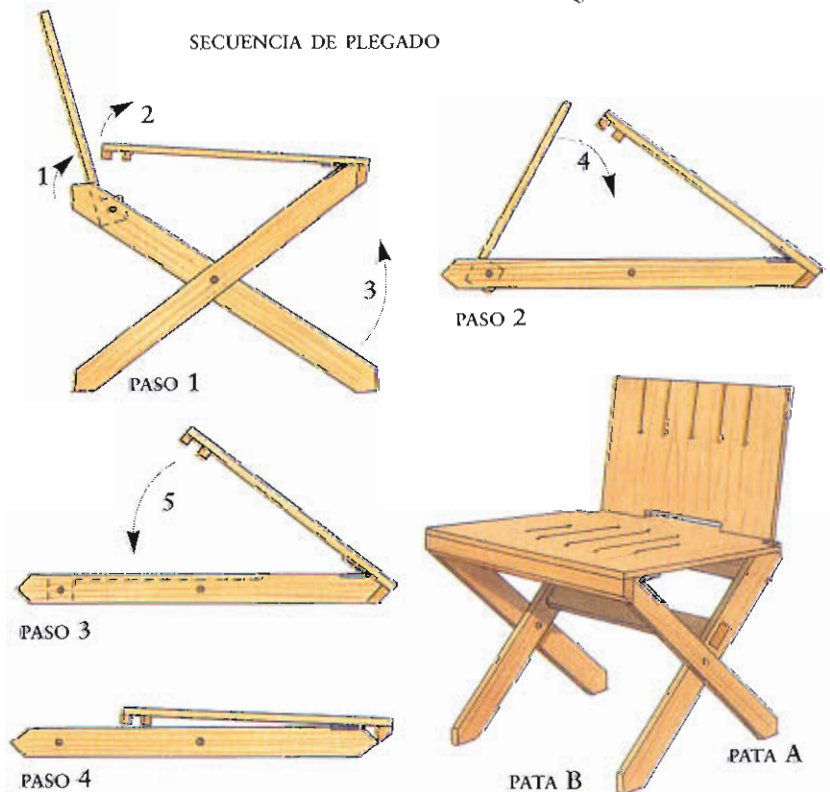 SECUENCIA DE PLEGADO
2
1
3
PASO 1
4
PASO 2
5
PASO 3
PASO 4
PATA A
PATA B